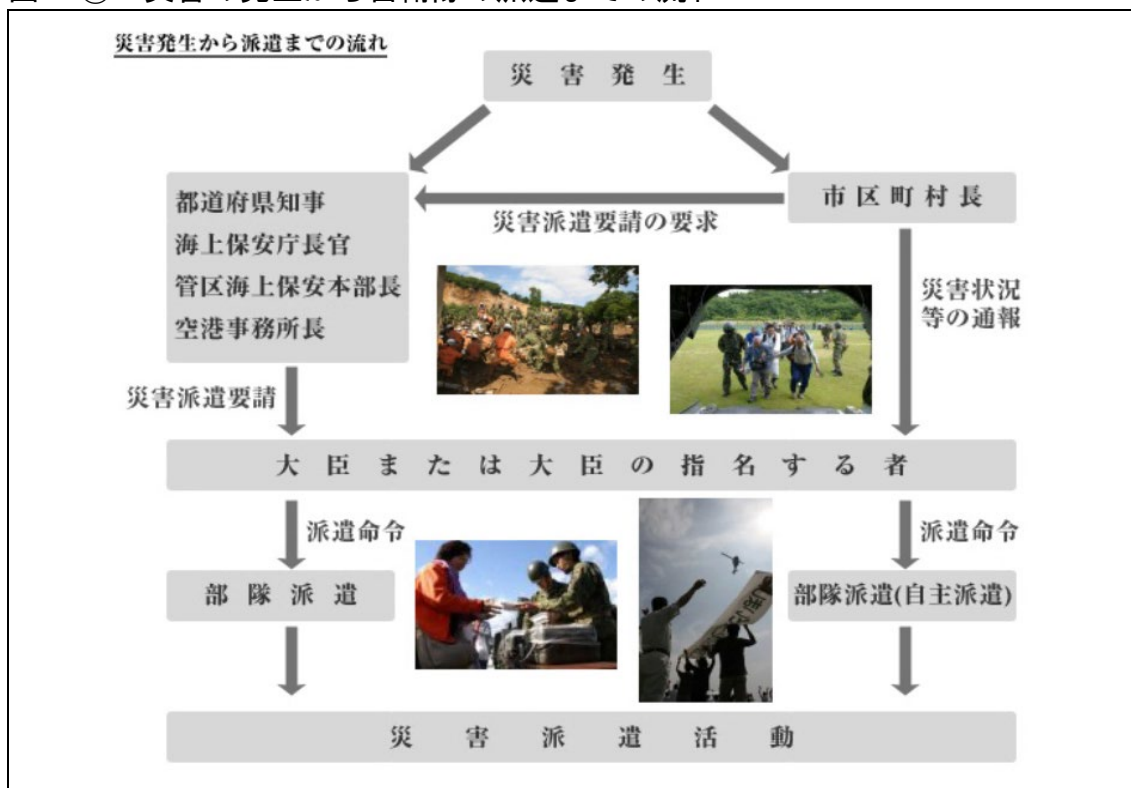 災害発生から派遣までの流れ
災害発生
都道府県知事
海上保安庁長官
管区海上保安本部長
空港事務所長
市区町村長
災害派遣要請の要求
災害状況
等の通報
災害派遣要請
大臣または大臣の指名する者
派遣命令
派遣命令
部隊派遣
部隊派遣(自主派遣)
災害派遣活動